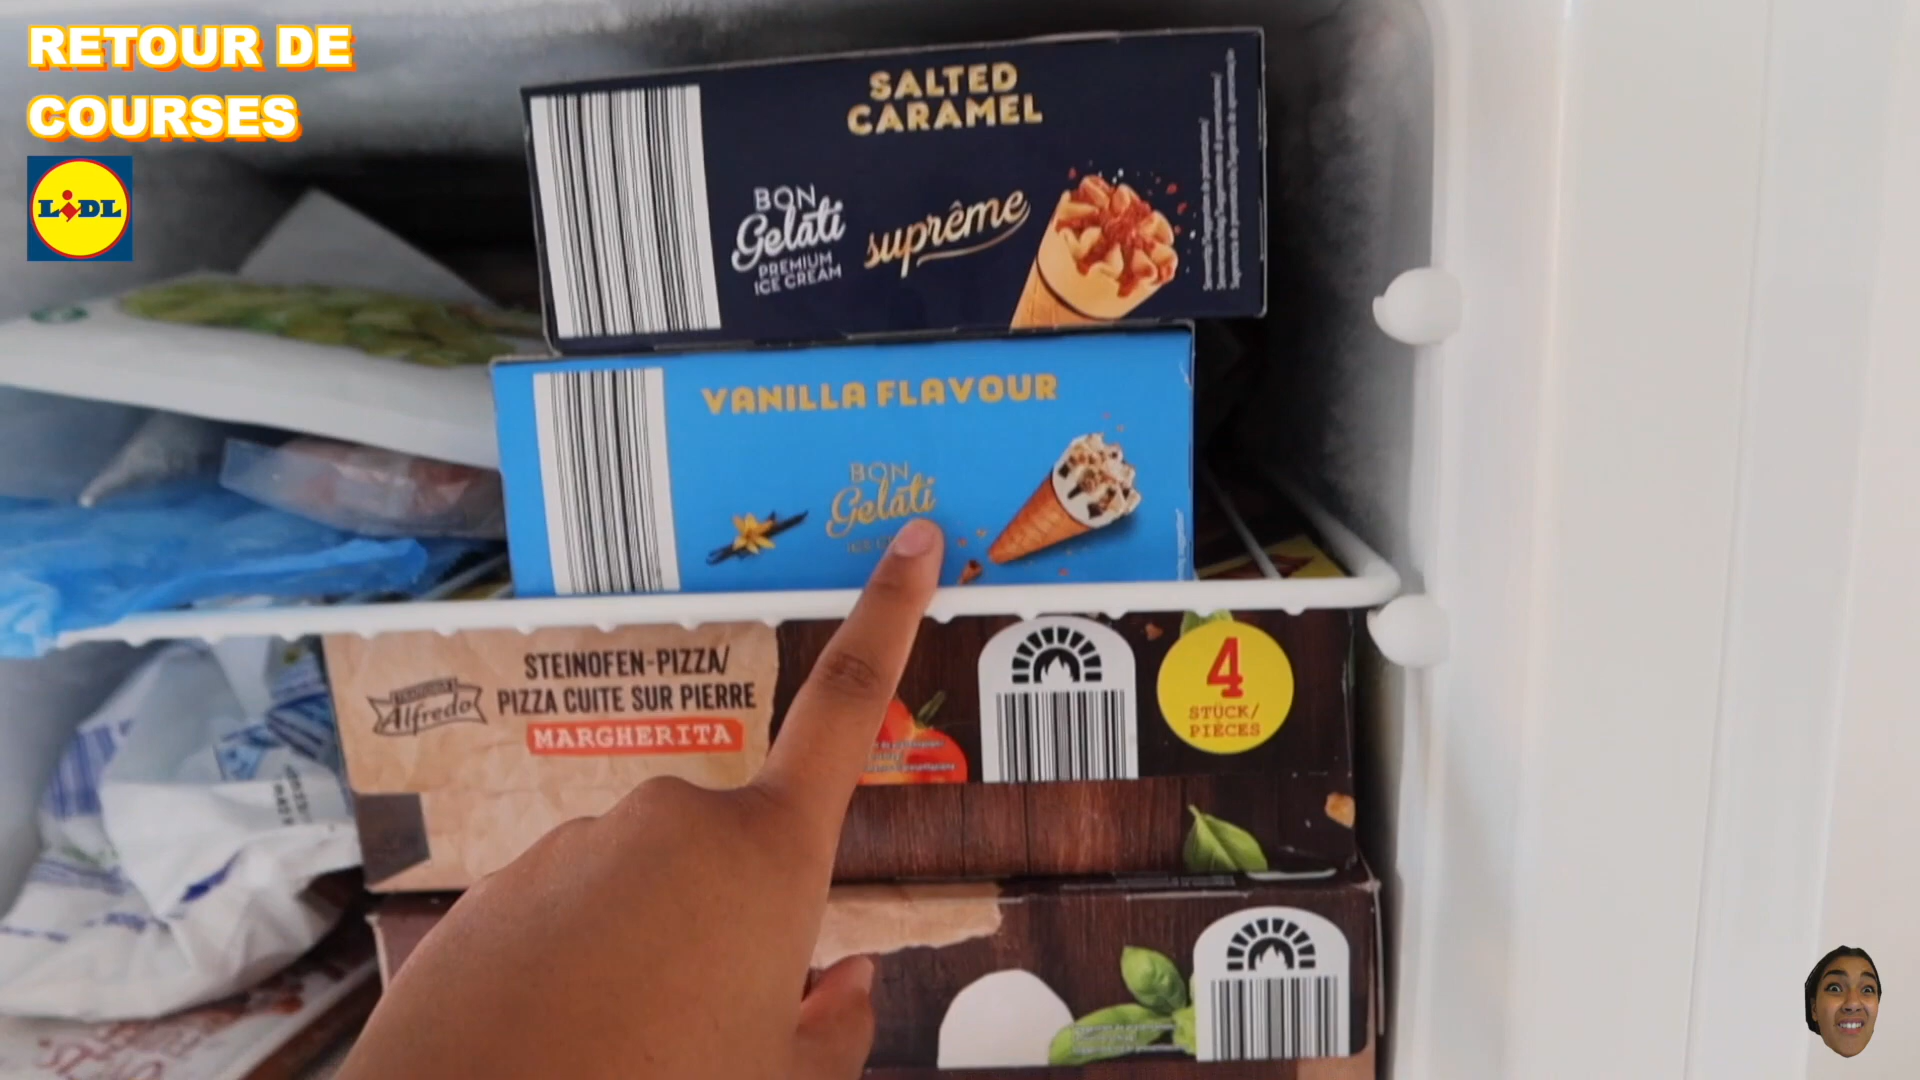 RETOUR DE
COURSES
LIDL
SALTED
CARAMEL
BON
Gelati
PREMIUM
ICE CREAM
suprême
VANILLA FLAVOUR
BON
Gelati
Alfredo
STEINOFEN-PIZZA/
PIZZA CUITE SUR PIERRE
MARGHERITA
4
STÜCK/
PIÈCES